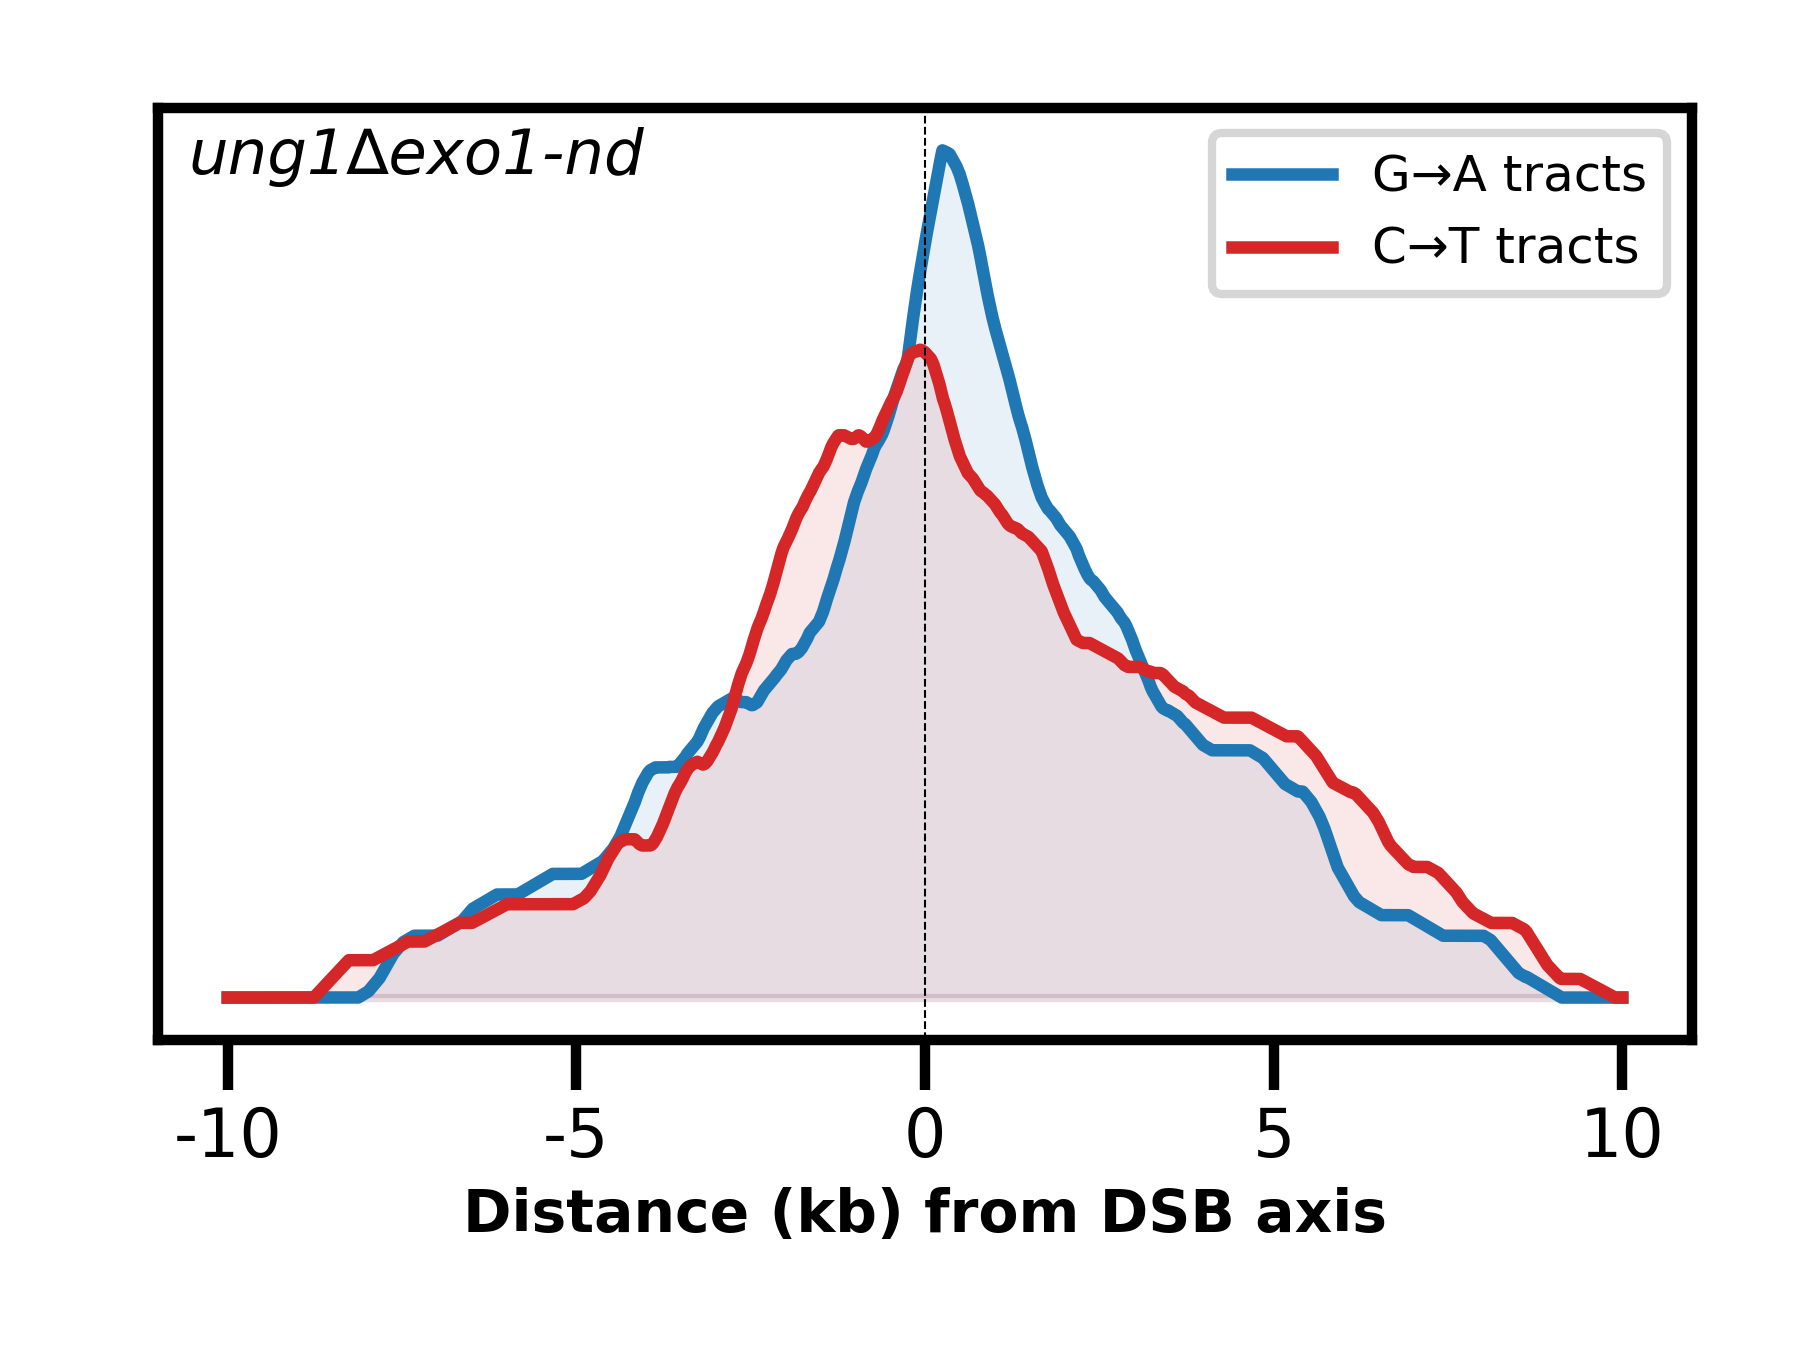 ung1Δexo1-nd
G→A tracts
C→T tracts
-10 -5 0 5 10
Distance (kb) from DSB axis